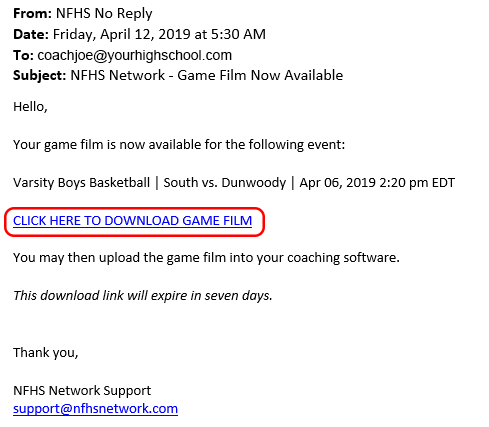 From: NFHS No Reply
Date: Friday, April 12, 2019 at 5:30 AM
To: coachjoe@yourhighschool.com
Subject: NFHS Network - Game Film Now Available
Hello,
Your game film is now available for the following event:
Varsity Boys Basketball | South vs. Dunwoody | Apr 06, 2019 2:20 pm EDT
CLICK HERE TO DOWNLOAD GAME FILM
You may then upload the game film into your coaching software.
This download link will expire in seven days.
Thank you,
NFHS Network Support
support@nfhsnetwork.com